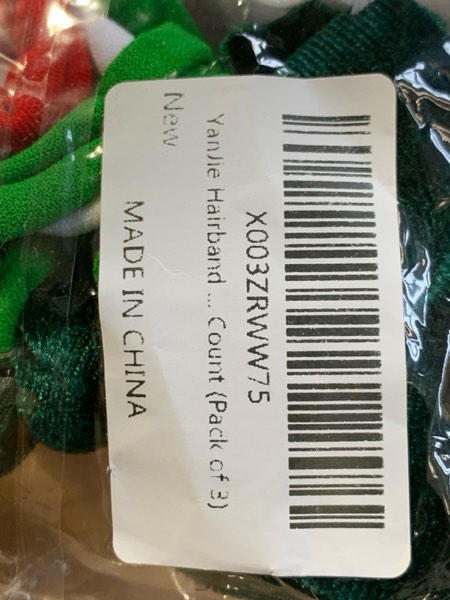 X003ZRWW75
YanJie Hairband ... Count (Pack of 3)
New
MADE IN CHINA